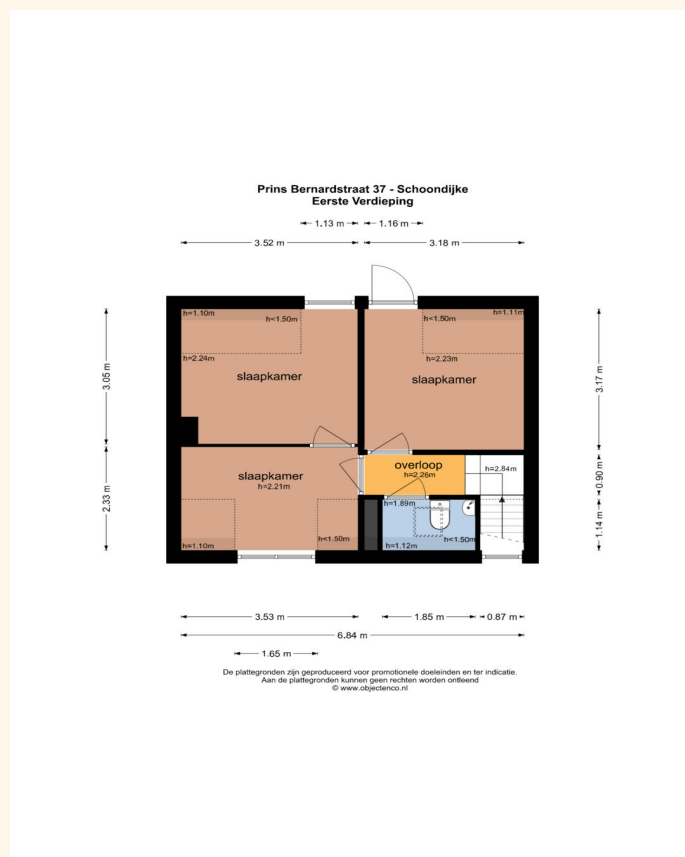 Prins Bernardstraat 37 - Schoondijke
Eerste Verdieping
1.13 m
1.16 m
3.52 m
3.18 m
h=1.10m
h<1.50m
h<1.50m
h=1.11m
h=2.24m
h=2.23m
slaapkamer
slaapkamer
3.05 m
3.17 m
slaapkamer
h=2.21m
overloop
h=2.26m
h=2.84m
2.33 m
0.90 m
h=1.89m
h=1.10m
h<1.50m
h=1.12m
h<1.50m
1.14 m
3.53 m
1.85 m
0.87 m
6.84 m
1.65 m
De plattegronden zijn geproduceerd voor promotionele doeleinden en ter indicatie.
Aan de plattegronden kunnen geen rechten worden ontleend
© www.objectenco.nl